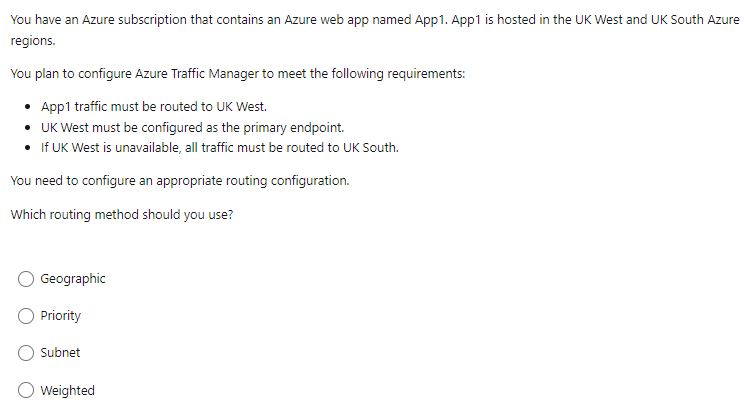 You have an Azure subscription that contains an Azure web app named App1. App1 is hosted in the UK West and UK South Azure
regions.
You plan to configure Azure Traffic Manager to meet the following requirements:
• App1 traffic must be routed to UK West.
• UK West must be configured as the primary endpoint.
• If UK West is unavailable, all traffic must be routed to UK South.
You need to configure an appropriate routing configuration.
Which routing method should you use?
Geographic
Priority
Subnet
Weighted